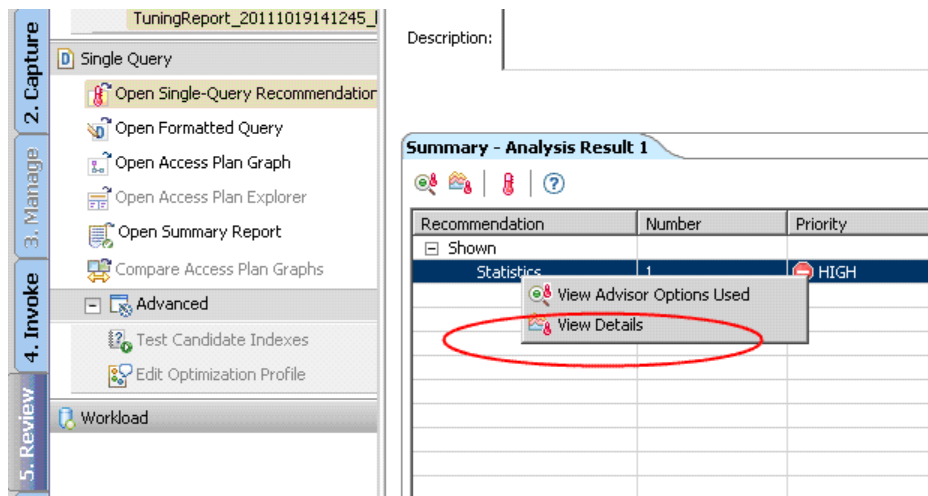 2. Capture
3. Manage
4. Invoke
5. Review
TuningReport_20111019141245_
Single Query
Open Single-Query Recommendation
Open Formatted Query
Open Access Plan Graph
Open Access Plan Explorer
Open Summary Report
Compare Access Plan Graphs
Advanced
Test Candidate Indexes
Edit Optimization Profile
Workload
Description:
Summary - Analysis Result 1
Recommendation Number Priority
Shown
Statistics 1 HIGH
View Advisor Options Used
View Details